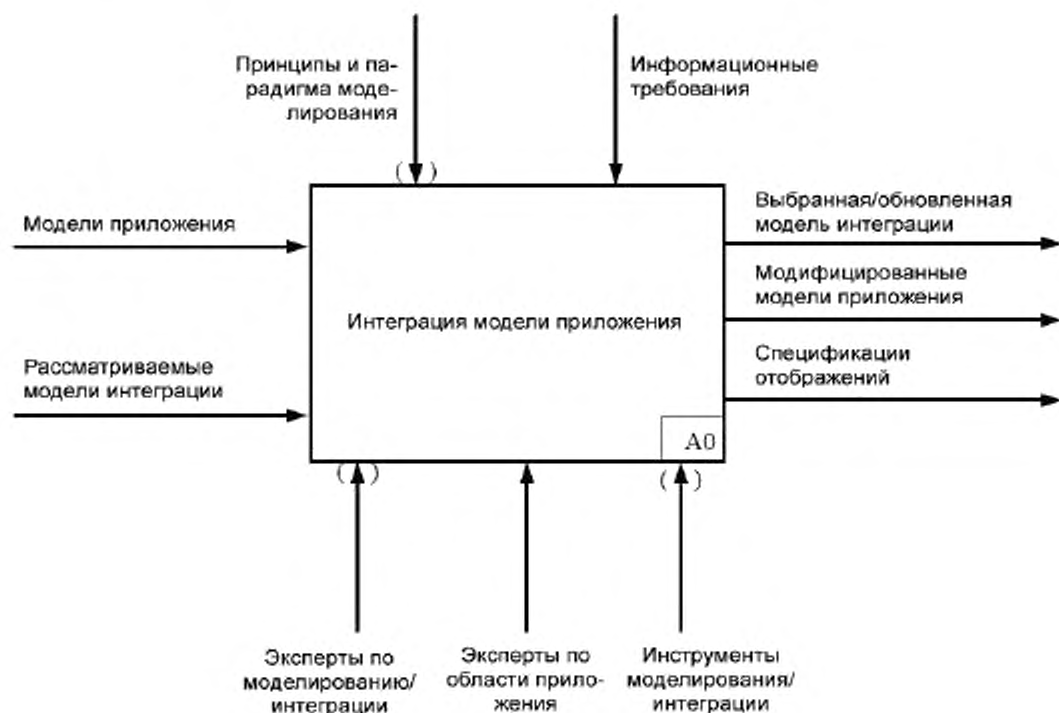 Принципы и па-
радигма моде-
лирования
Информационные
требования
( )
Модели приложения
Выбранная/обновленная
модель интеграции
Модифицированные
модели приложения
Интеграция модели приложения
Рассматриваемые
модели интеграции
Спецификации
отображений
A0
( )
( )
Эксперты по
моделированию/
интеграции
Эксперты по
области прило-
жения
Инструменты
моделирования/
интеграции